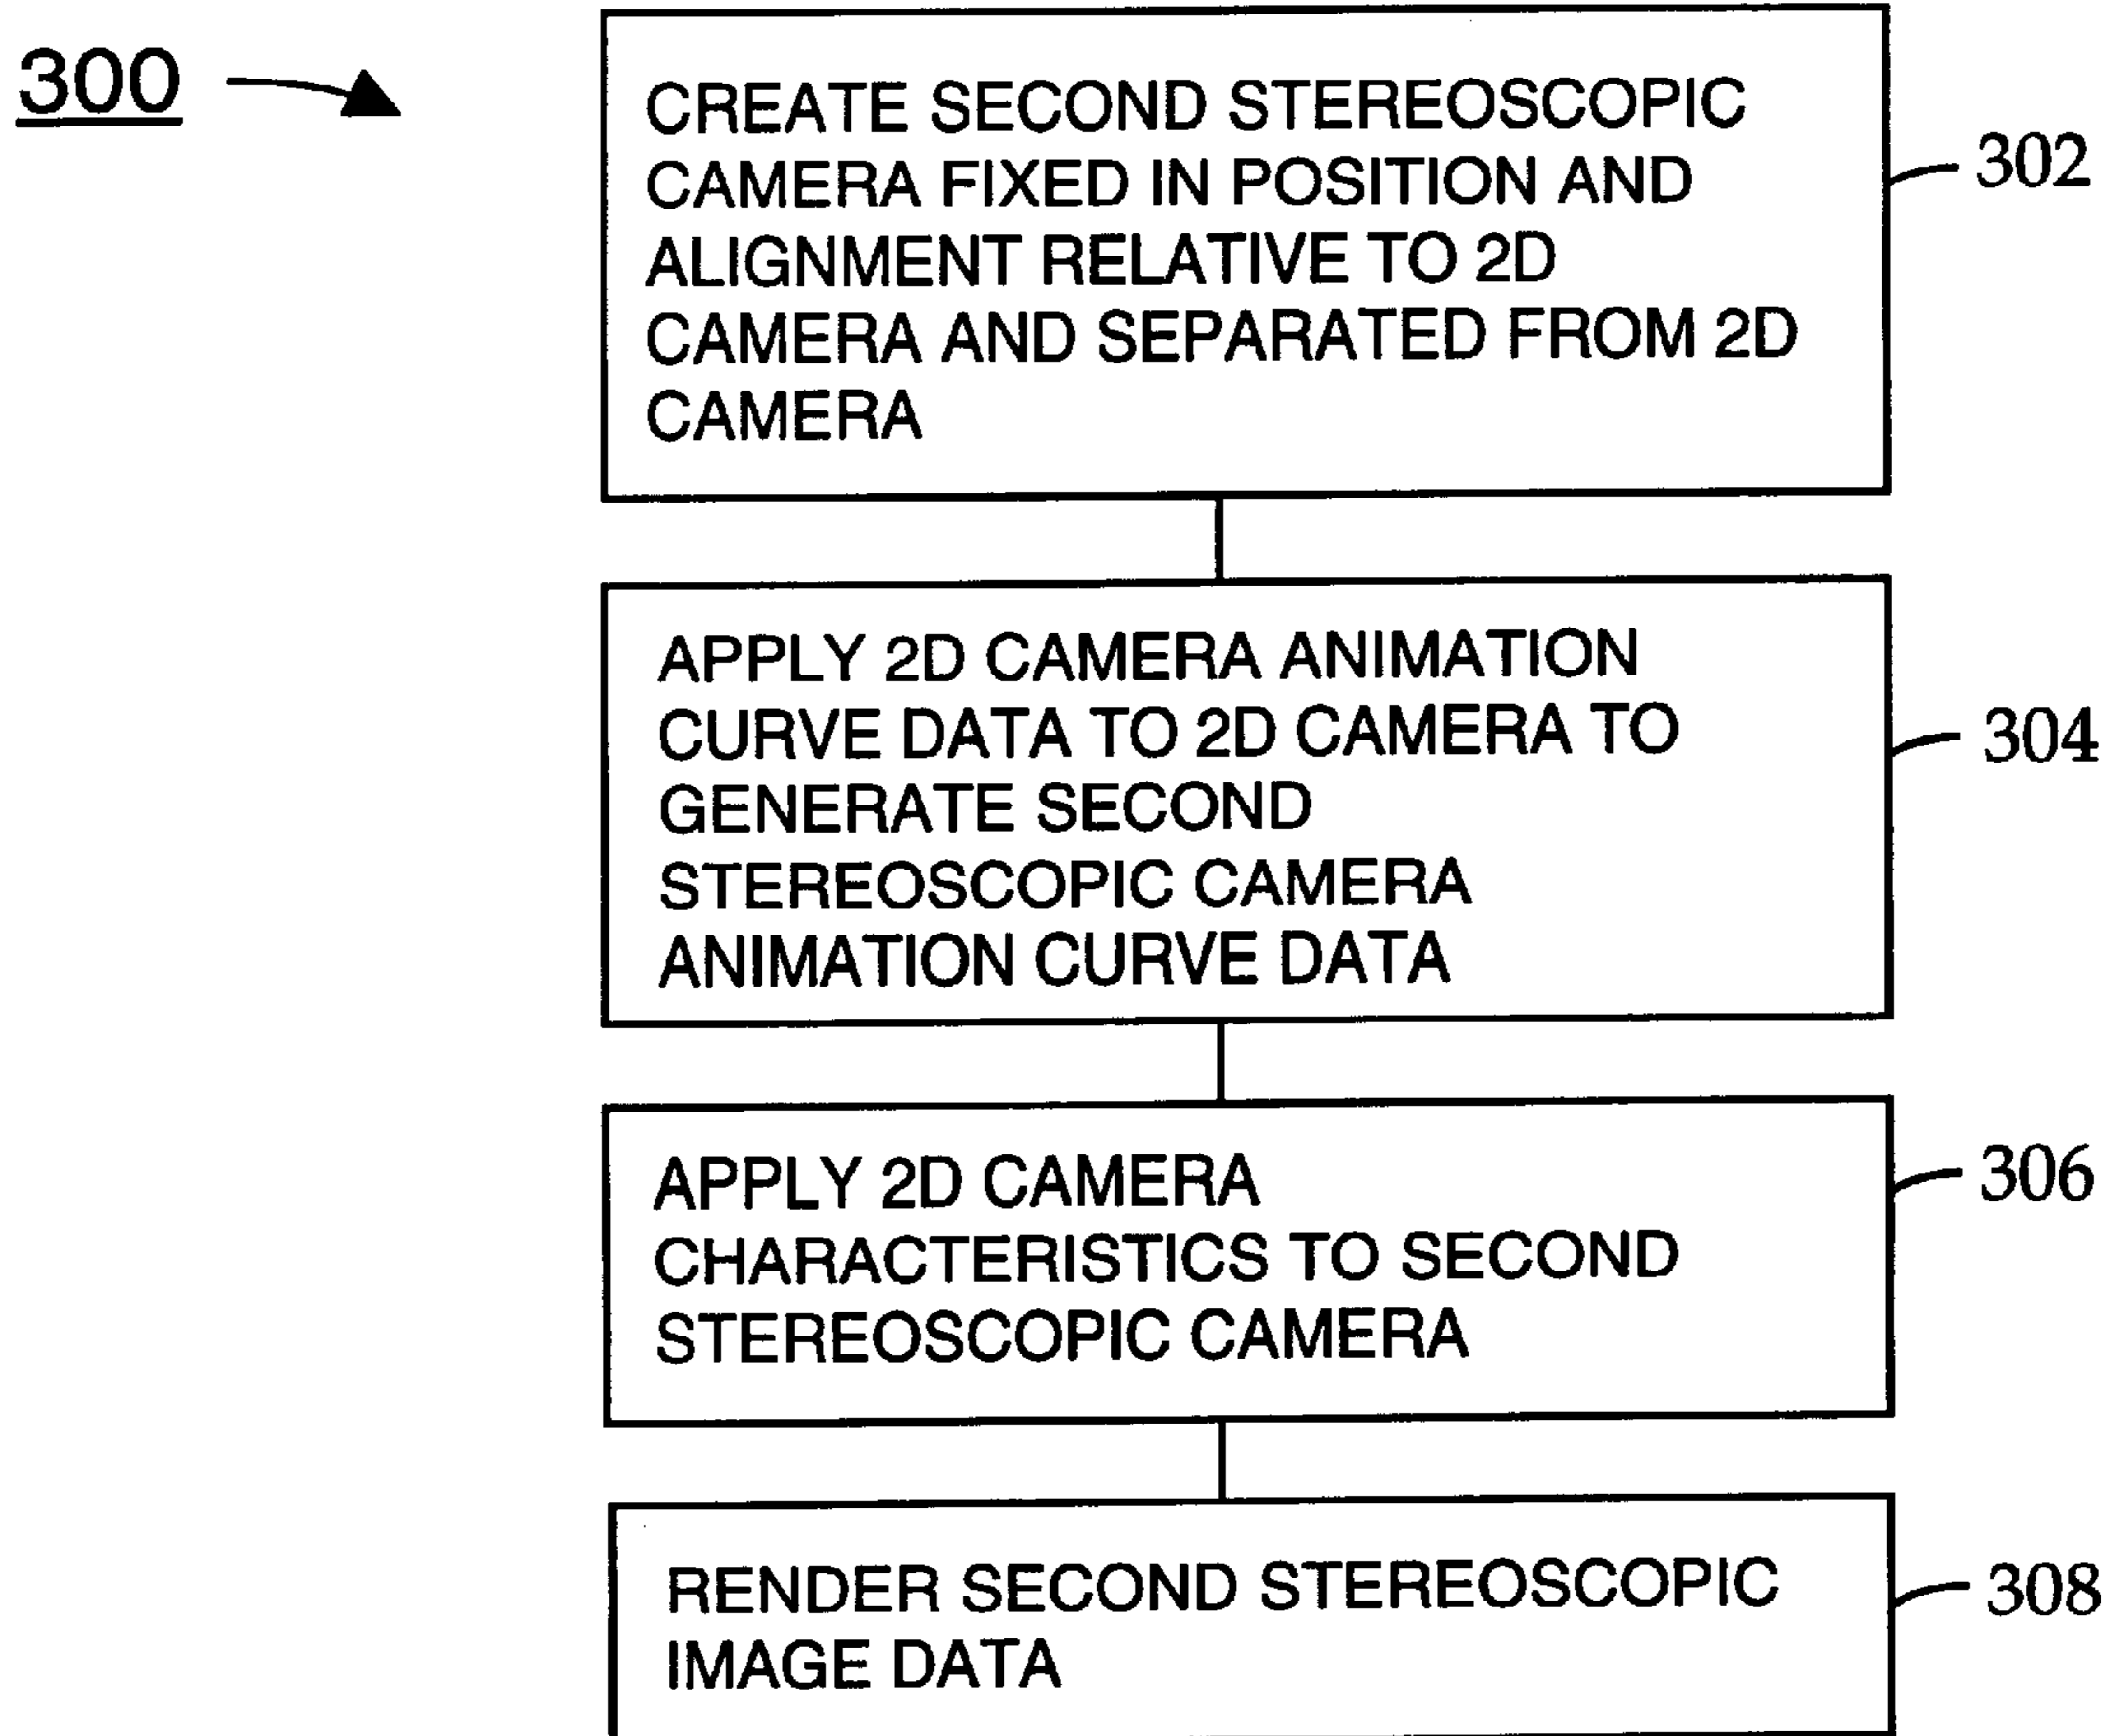 300
CREATE SECOND STEREOSCOPIC
CAMERA FIXED IN POSITION AND
ALIGNMENT RELATIVE TO 2D
CAMERA AND SEPARATED FROM 2D
CAMERA
302
APPLY 2D CAMERA ANIMATION
CURVE DATA TO 2D CAMERA TO
GENERATE SECOND
STEREOSCOPIC CAMERA
ANIMATION CURVE DATA
304
APPLY 2D CAMERA
CHARACTERISTICS TO SECOND
STEREOSCOPIC CAMERA
306
RENDER SECOND STEREOSCOPIC
IMAGE DATA
308